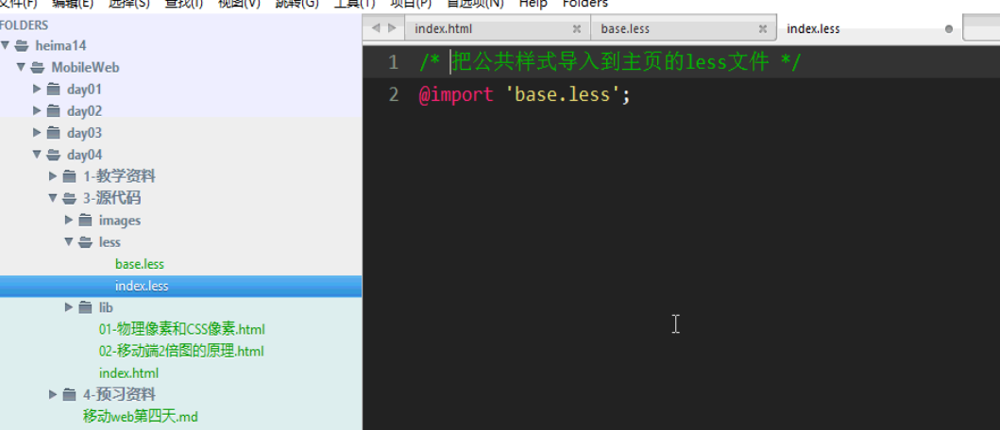 文件(F) 编辑(E) 选择(S) 查找(I) 视图(V) 跳转(G) 工具(T) 项目(P) 首选项(N) Help Folders
FOLDERS
heima14
MobileWeb
day01
day02
day03
day04
1-教学资料
3-源代码
images
less
base.less
index.less
lib
01-物理像素和CSS像素.html
02-移动端2倍图的原理.html
index.html
4-预习资料
移动web第四天.md
index.html base.less index.less
1 /* 把公共样式导入到主页的less文件 */
2 @import 'base.less';